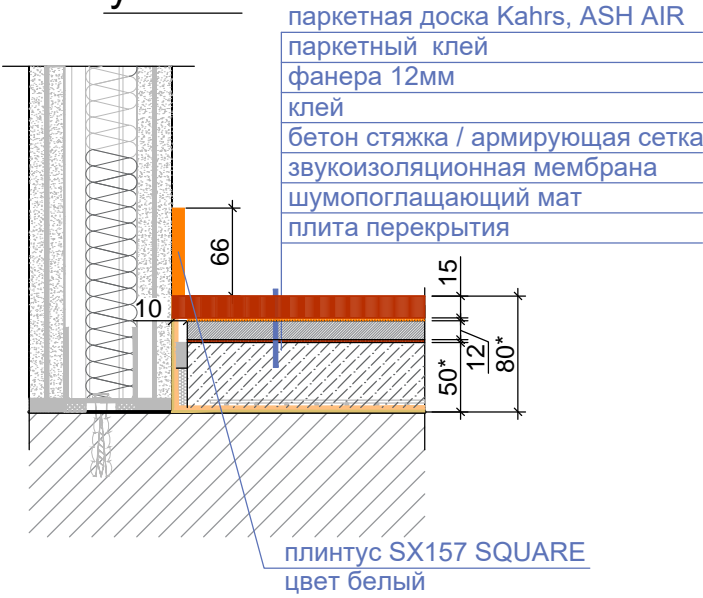 паркетная доска Kahrs, ASH AIR
паркетный клей
фанера 12мм
клей
бетон стяжка / армирующая сетка
звукоизоляционная мембрана
шумопоглащающий мат
плита перекрытия
66
15
10
12
50*
80*
плинтус SX157 SQUARE
цвет белый